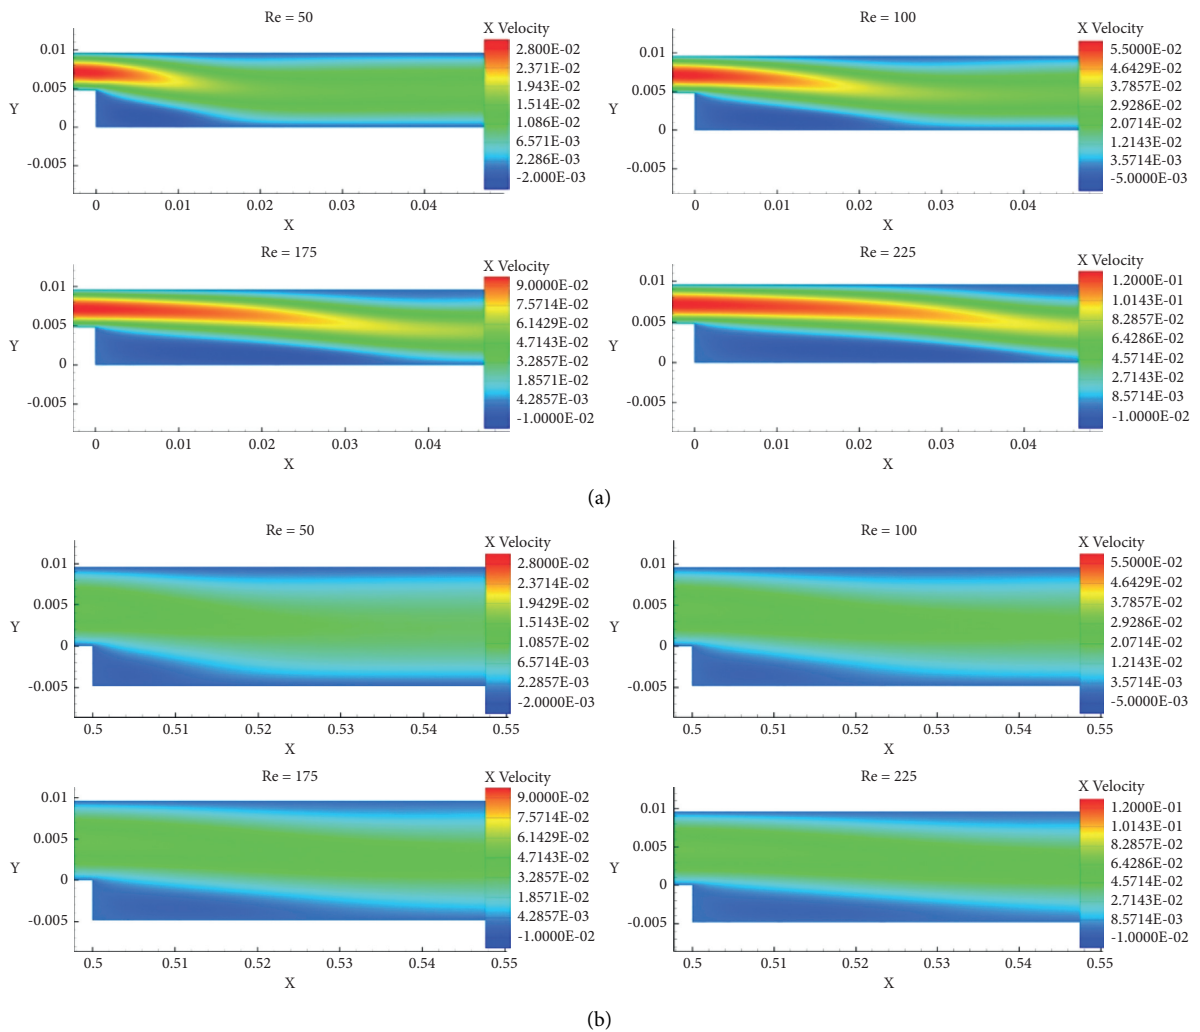 Re = 50
X Velocity
2.800E-02
2.371E-02
1.943E-02
1.514E-02
1.086E-02
6.571E-03
2.286E-03
-2.000E-03
0.01
0.005
0
-0.005
Y
0 0.01 0.02 0.03 0.04
X
Re = 100
X Velocity
5.5000E-02
4.6429E-02
3.7857E-02
2.9286E-02
2.0714E-02
1.2143E-02
3.5714E-03
-5.0000E-03
0.01
0.005
0
-0.005
Y
0 0.01 0.02 0.03 0.04
X
Re = 175
X Velocity
9.0000E-02
7.5714E-02
6.1429E-02
4.7143E-02
3.2857E-02
1.8571E-02
4.2857E-03
-1.0000E-02
0.01
0.005
0
-0.005
Y
0 0.01 0.02 0.03 0.04
X
Re = 225
X Velocity
1.2000E-01
1.0143E-01
8.2857E-02
6.4286E-02
4.5714E-02
2.7143E-02
8.5714E-03
-1.0000E-02
0.01
0.005
0
-0.005
Y
0 0.01 0.02 0.03 0.04
X
(a)
Re = 50
X Velocity
2.8000E-02
2.3714E-02
1.9429E-02
1.5143E-02
1.0857E-02
6.5714E-03
2.2857E-03
-2.0000E-03
0.01
0.005
0
-0.005
Y
0.5 0.51 0.52 0.53 0.54 0.55
X
Re = 100
X Velocity
5.5000E-02
4.6429E-02
3.7857E-02
2.9286E-02
2.0714E-02
1.2143E-02
3.5714E-03
-5.0000E-03
0.01
0.005
0
-0.005
Y
0.5 0.51 0.52 0.53 0.54 0.55
X
Re = 175
X Velocity
9.0000E-02
7.5714E-02
6.1429E-02
4.7143E-02
3.2857E-02
1.8571E-02
4.2857E-03
-1.0000E-02
0.01
0.005
0
-0.005
Y
0.5 0.51 0.52 0.53 0.54 0.55
X
Re = 225
X Velocity
1.2000E-01
1.0143E-01
8.2857E-02
6.4286E-02
4.5714E-02
2.7143E-02
8.5714E-03
-1.0000E-02
0.01
0.005
0
-0.005
Y
0.5 0.51 0.52 0.53 0.54 0.55
X
(b)